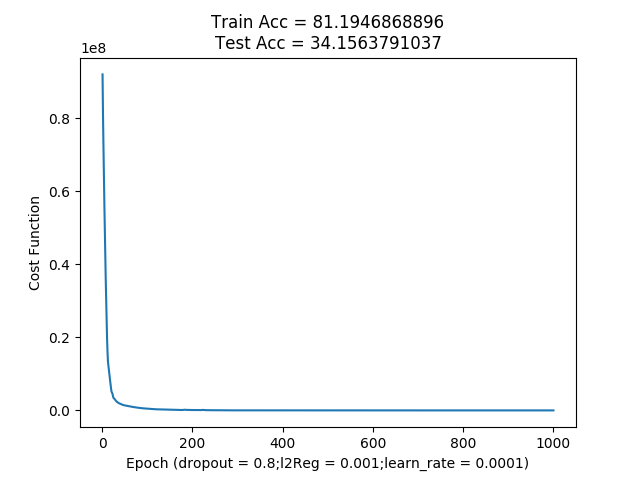 Train Acc = 81.1946868896
Test Acc = 34.1563791037
1e8
0.8
0.6
0.4
0.2
0.0
Cost Function
0 200 400 600 800 1000
Epoch (dropout = 0.8;l2Reg = 0.001;learn_rate = 0.0001)